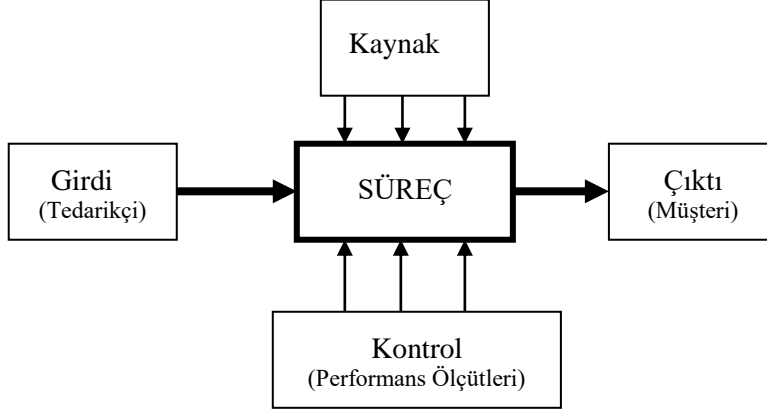 Kaynak
Girdi
(Tedarikçi)
SÜREÇ
Çıktı
(Müşteri)
Kontrol
(Performans Ölçütleri)